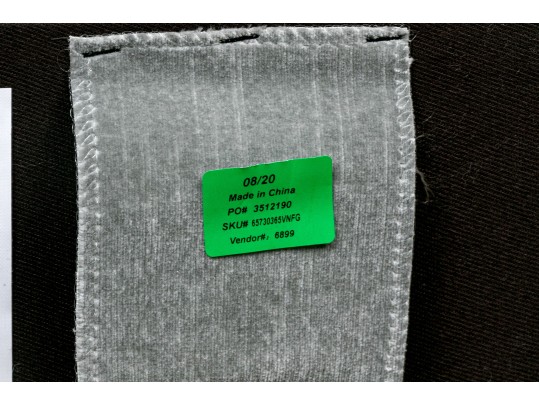 08/20
Made in China
PO# 3512190
SKU# 65730365VNFG
Vendor#: 6899